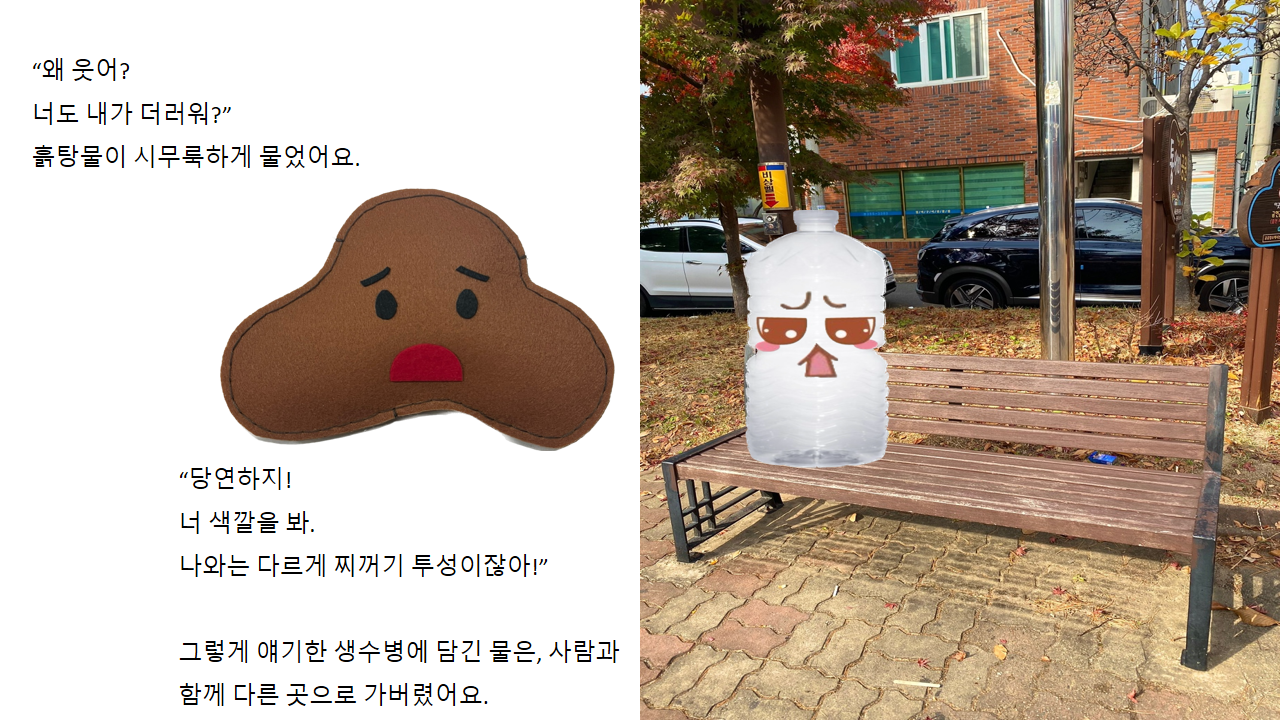 “왜 웃어?
너도 내가 더러워?”
흙탕물이 시무룩하게 물었어요.
“당연하지!
너 색깔을 봐.
나와는 다르게 찌꺼기 투성이잖아!”
그렇게 얘기한 생수병에 담긴 물은, 사람과
함께 다른 곳으로 가버렸어요.
비상벨